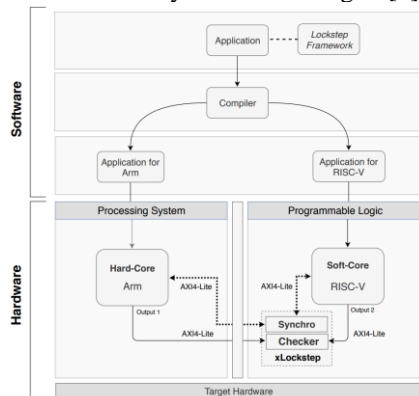 Application
Lockstep
Framework
Compiler
Software
Application for
Arm
Application for
RISC-V
Hardware
Processing System
Programmable Logic
Hard-Core
Arm
AXI4-Lite
AXI4-Lite
Soft-Core
RISC-V
Output 1
Output 2
AXI4-Lite
AXI4-Lite
Synchro
Checker
xLockstep
Target Hardware